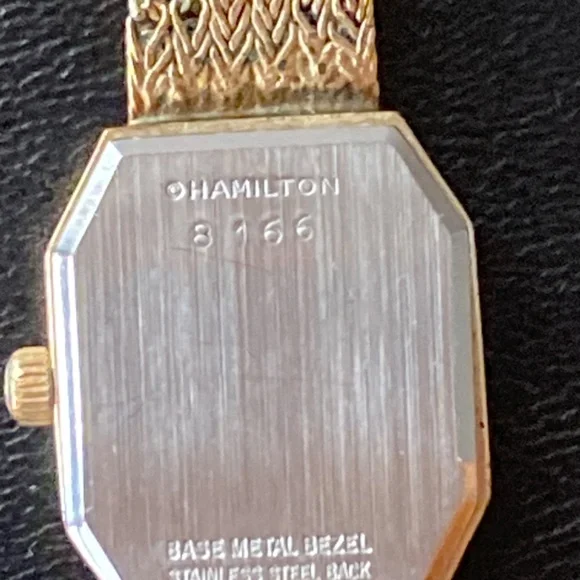 ©HAMILTON
8166
BASE METAL BEZEL
STAINLESS STEEL BACK